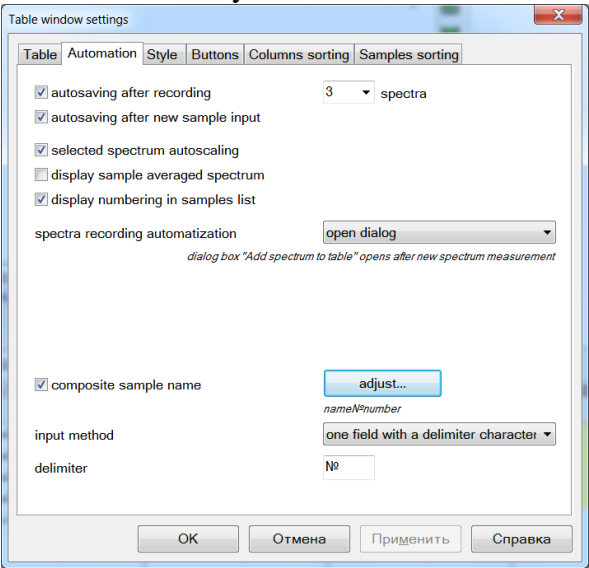 Table window settings
Table Automation Style Buttons Columns sorting Samples sorting
autosaving after recording 3 spectra
autosaving after new sample input
selected spectrum autoscaling
display sample averaged spectrum
display numbering in samples list
spectra recording automatization open dialog
dialog box "Add spectrum to table" opens after new spectrum measurement
composite sample name adjust...
name№number
input method one field with a delimiter character
delimiter №
OK Отмена Применить Справка